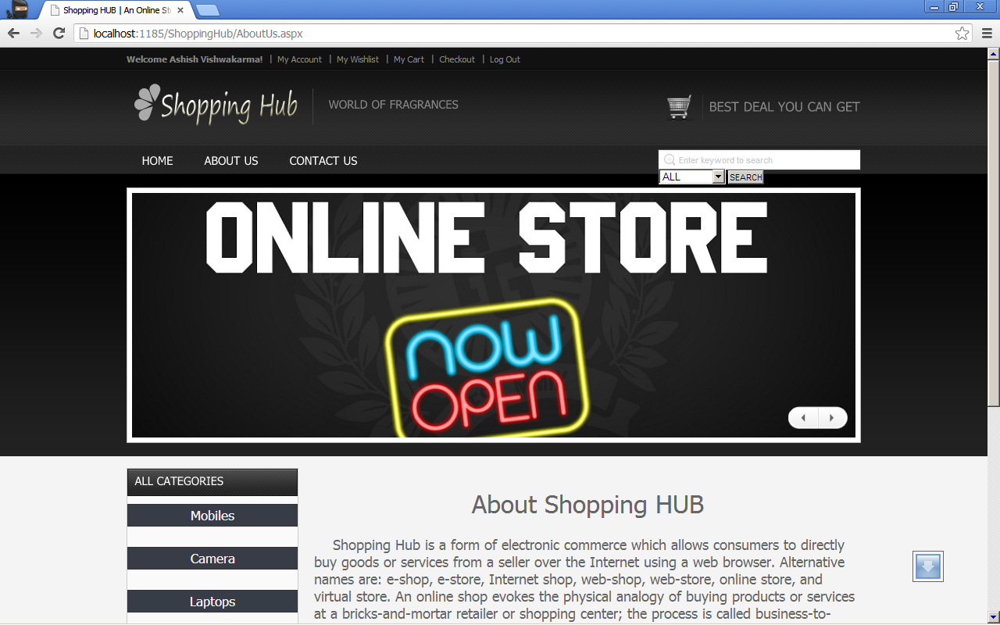 Shopping HUB | An Online St
localhost:1185/ShoppingHub/AboutUs.aspx
Welcome Ashish Vishwakarma! | My Account | My Wishlist | My Cart | Checkout | Log Out
Shopping Hub
WORLD OF FRAGRANCES
BEST DEAL YOU CAN GET
HOME ABOUT US CONTACT US
Enter keyword to search
ALL SEARCH
ONLINE STORE
NOW
OPEN
ALL CATEGORIES
Mobiles
Camera
Laptops
About Shopping HUB
Shopping Hub is a form of electronic commerce which allows consumers to directly
buy goods or services from a seller over the Internet using a web browser. Alternative
names are: e-shop, e-store, Internet shop, web-shop, web-store, online store, and
virtual store. An online shop evokes the physical analogy of buying products or services
at a bricks-and-mortar retailer or shopping center; the process is called business-to-